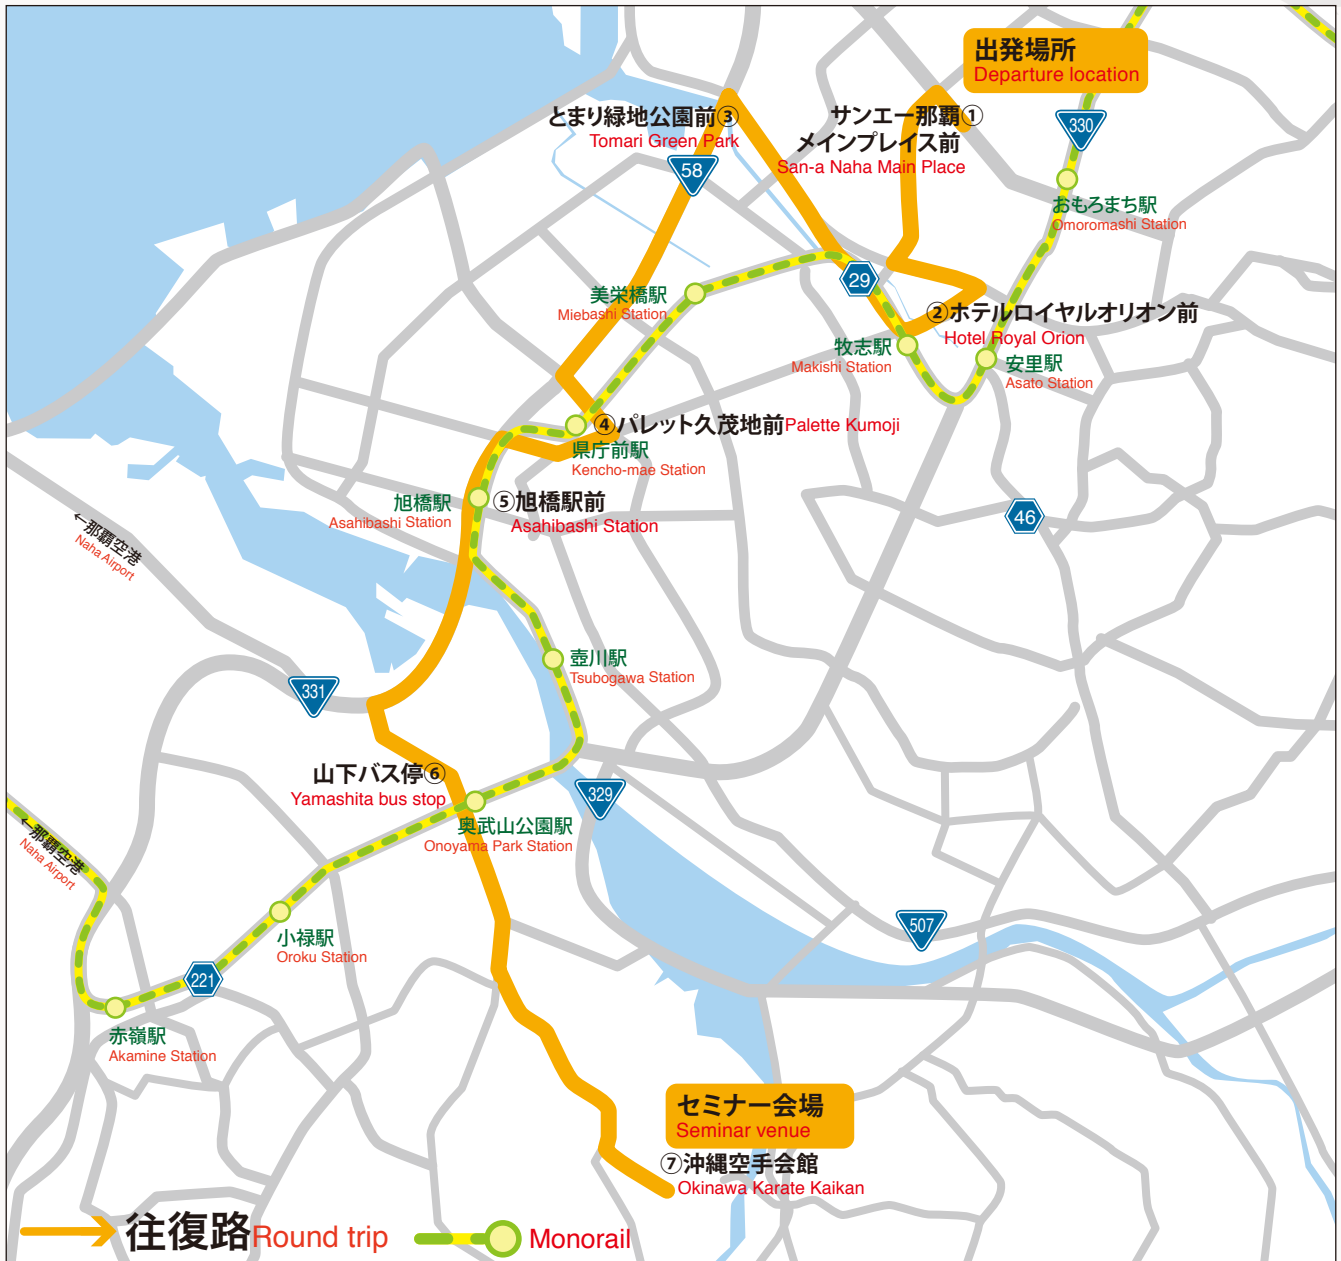 出発場所
Departure location
とまり緑地公園前③
Tomari Green Park
サンエー那覇①
メインプレイス前
San-a Naha Main Place
330
58
おもろまち駅
Omoromashi Station
29
美栄橋駅
Miebashi Station
②ホテルロイヤルオリオン前
Hotel Royal Orion
牧志駅
Makishi Station
安里駅
Asato Station
④パレット久茂地前Palette Kumoji
県庁前駅
Kencho-mae Station
旭橋駅
Asahibashi Station
⑤旭橋駅前
Asahibashi Station
46
←那覇空港
Naha Airport
壺川駅
Tsubogawa Station
331
山下バス停⑥
Yamashita bus stop
329
奥武山公園駅
Onoyama Park Station
←那覇空港
Naha Airport
小禄駅
Oroku Station
507
221
赤嶺駅
Akamine Station
セミナー会場
Seminar venue
⑦沖縄空手会館
Okinawa Karate Kaikan
往復路Round trip
Monorail